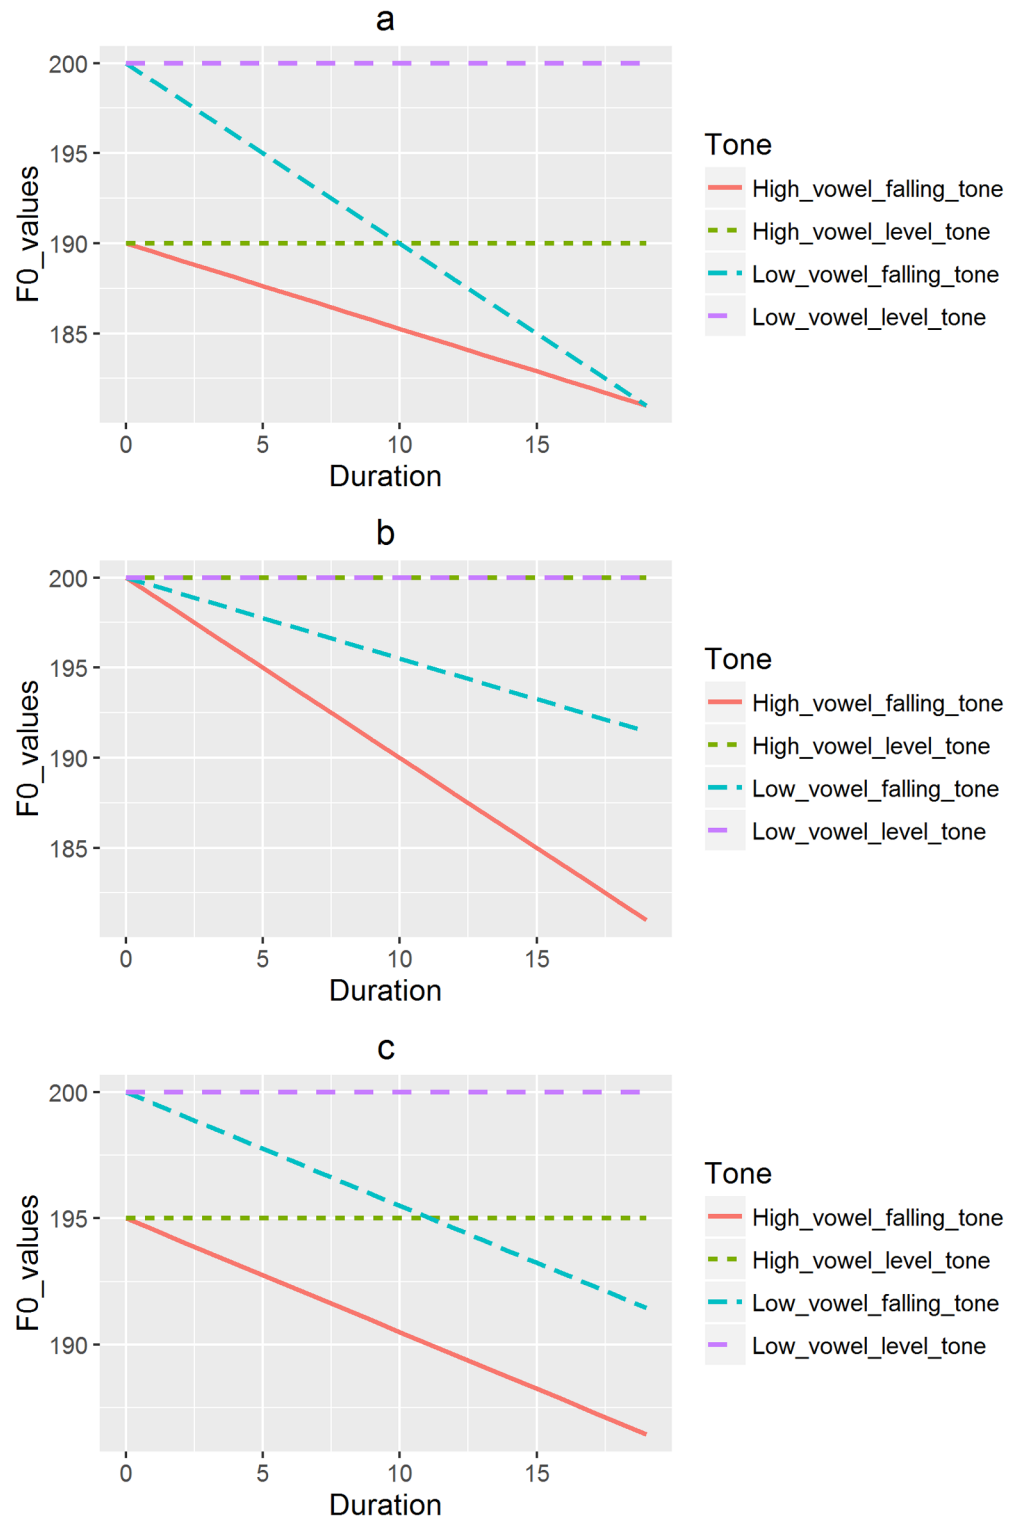 a
200
195
190
185
F0_values
0 5 10 15
Duration
Tone
High_vowel_falling_tone
High_vowel_level_tone
Low_vowel_falling_tone
Low_vowel_level_tone
b
200
195
190
185
F0_values
0 5 10 15
Duration
Tone
High_vowel_falling_tone
High_vowel_level_tone
Low_vowel_falling_tone
Low_vowel_level_tone
c
200
195
190
F0_values
0 5 10 15
Duration
Tone
High_vowel_falling_tone
High_vowel_level_tone
Low_vowel_falling_tone
Low_vowel_level_tone